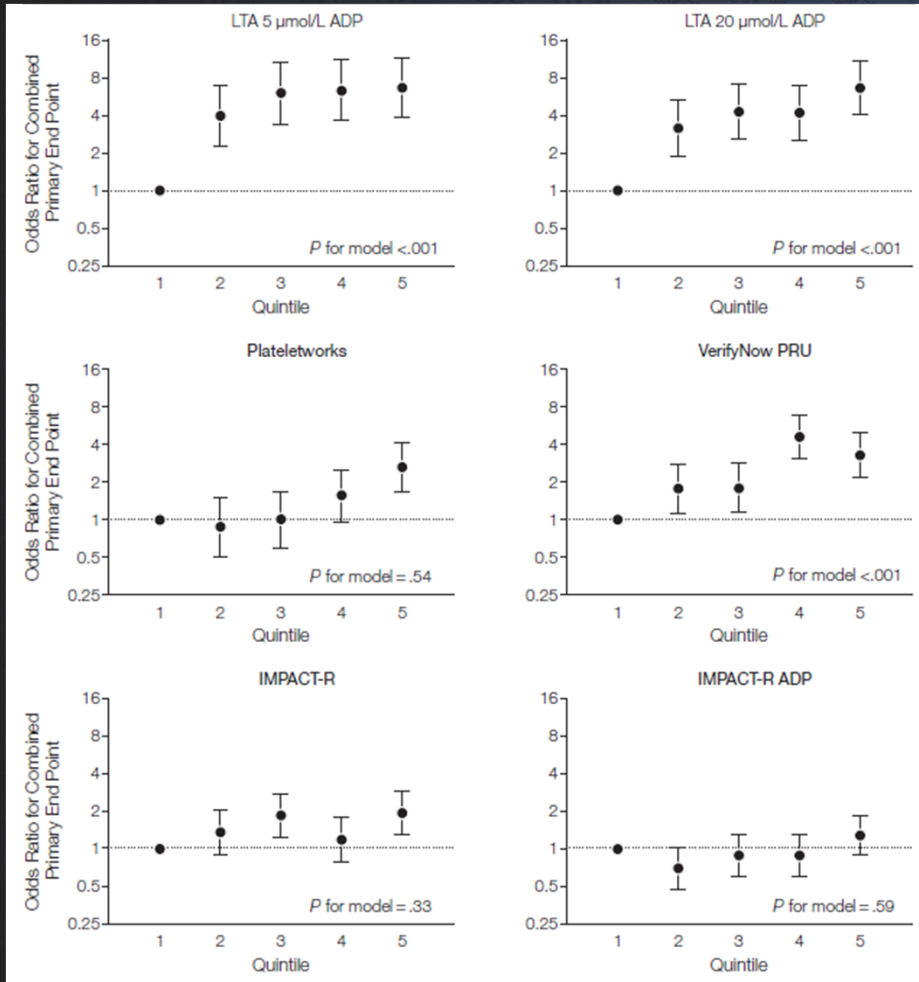 LTA 5 µmol/L ADP
Odds Ratio for Combined
Primary End Point
16
8
4
2
1
0.5
0.25
P for model <.001
1 2 3 4 5
Quintile
LTA 20 µmol/L ADP
16
8
4
2
1
0.5
0.25
P for model <.001
1 2 3 4 5
Quintile
Plateletworks
Odds Ratio for Combined
Primary End Point
16
8
4
2
1
0.5
0.25
P for model = .54
1 2 3 4 5
Quintile
VerifyNow PRU
16
8
4
2
1
0.5
0.25
P for model <.001
1 2 3 4 5
Quintile
IMPACT-R
Odds Ratio for Combined
Primary End Point
16
8
4
2
1
0.5
0.25
P for model = .33
1 2 3 4 5
Quintile
IMPACT-R ADP
16
8
4
2
1
0.5
0.25
P for model = .59
1 2 3 4 5
Quintile